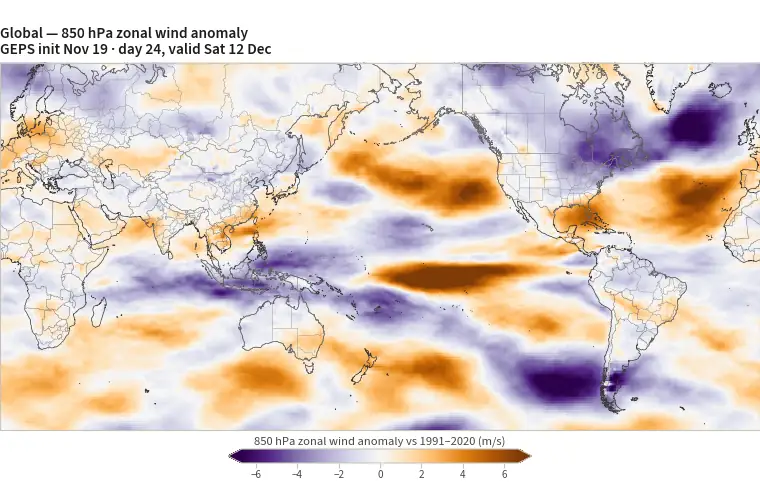 Global — 850 hPa zonal wind anomaly
GEPS init Nov 19 · day 24, valid Sat 12 Dec
850 hPa zonal wind anomaly vs 1991–2020 (m/s)
−6 −4 −2 0 2 4 6